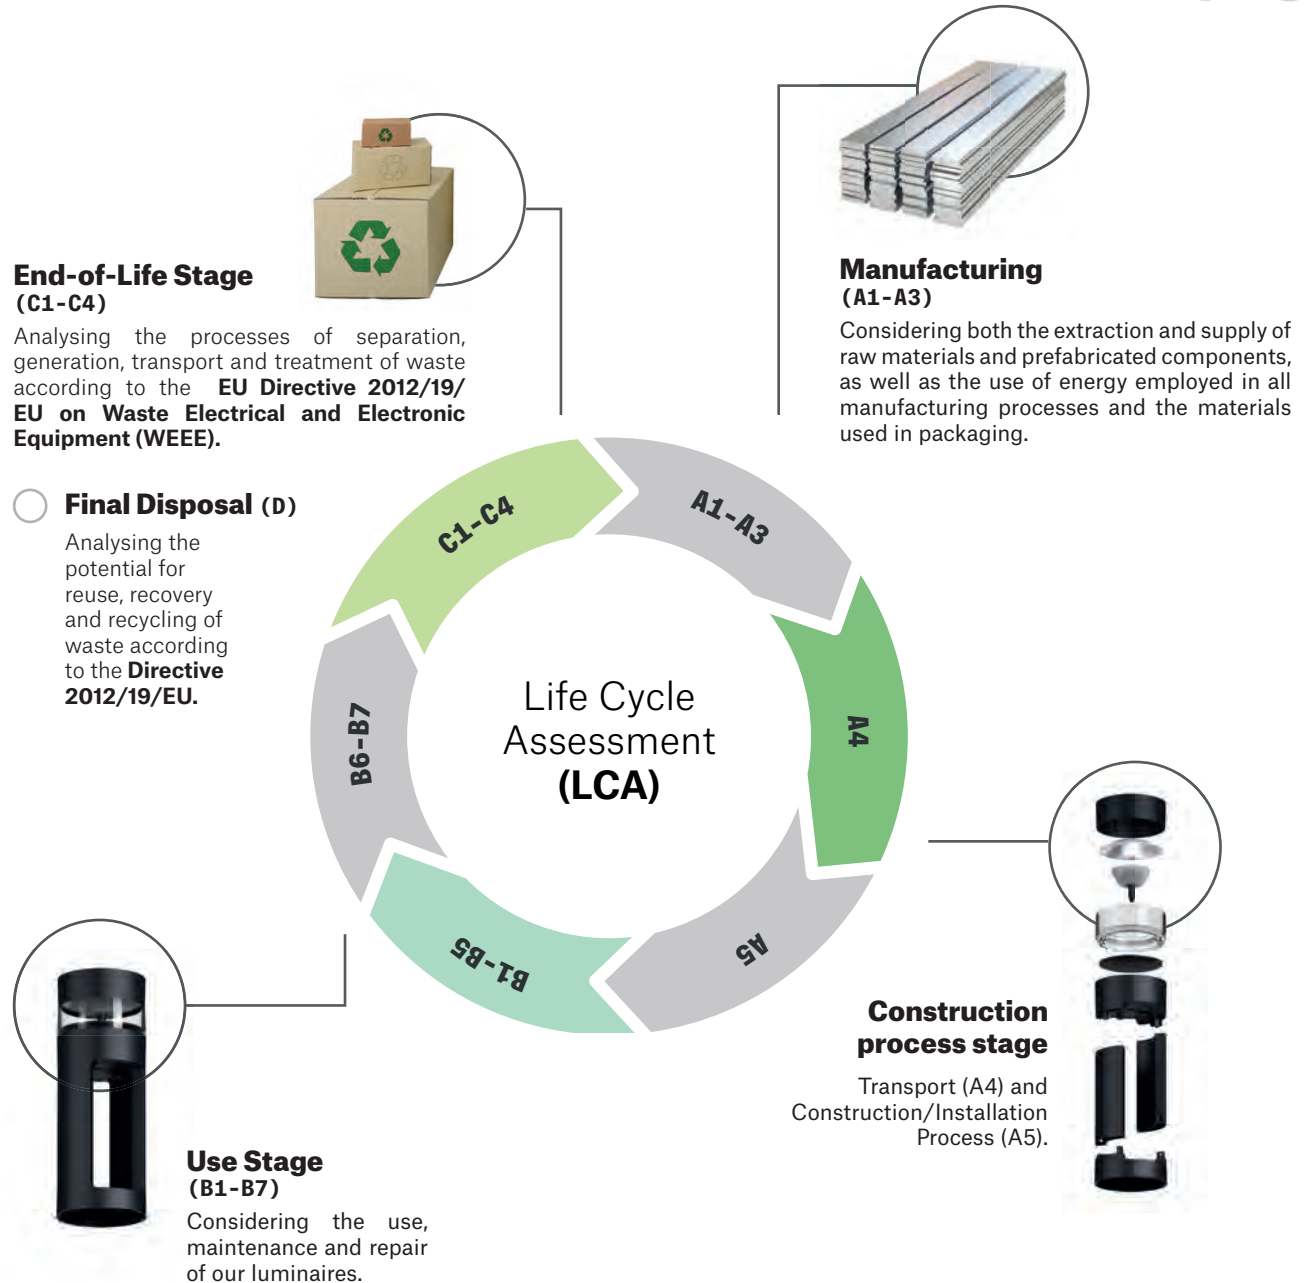 End-of-Life Stage
(C1-C4)
Analysing the processes of separation,
generation, transport and treatment of waste
according to the EU Directive 2012/19/
EU on Waste Electrical and Electronic
Equipment (WEEE).
Final Disposal (D)
Analysing the
potential for
reuse, recovery
and recycling of
waste according
to the Directive
2012/19/EU.
Manufacturing
(A1-A3)
Considering both the extraction and supply of
raw materials and prefabricated components,
as well as the use of energy employed in all
manufacturing processes and the materials
used in packaging.
C1-C4
A1-A3
A4
A5
B1-B5
B6-B7
Life Cycle
Assessment
(LCA)
Construction
process stage
Transport (A4) and
Construction/Installation
Process (A5).
Use Stage
(B1-B7)
Considering the use,
maintenance and repair
of our luminaires.